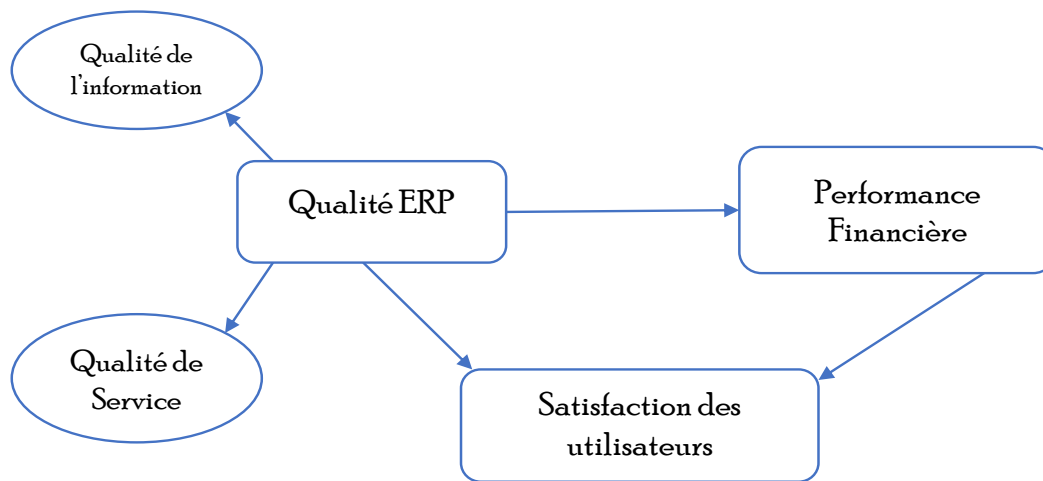 Qualité de
l'information
Qualité ERP
Performance
Financière
Qualité de
Service
Satisfaction des
utilisateurs